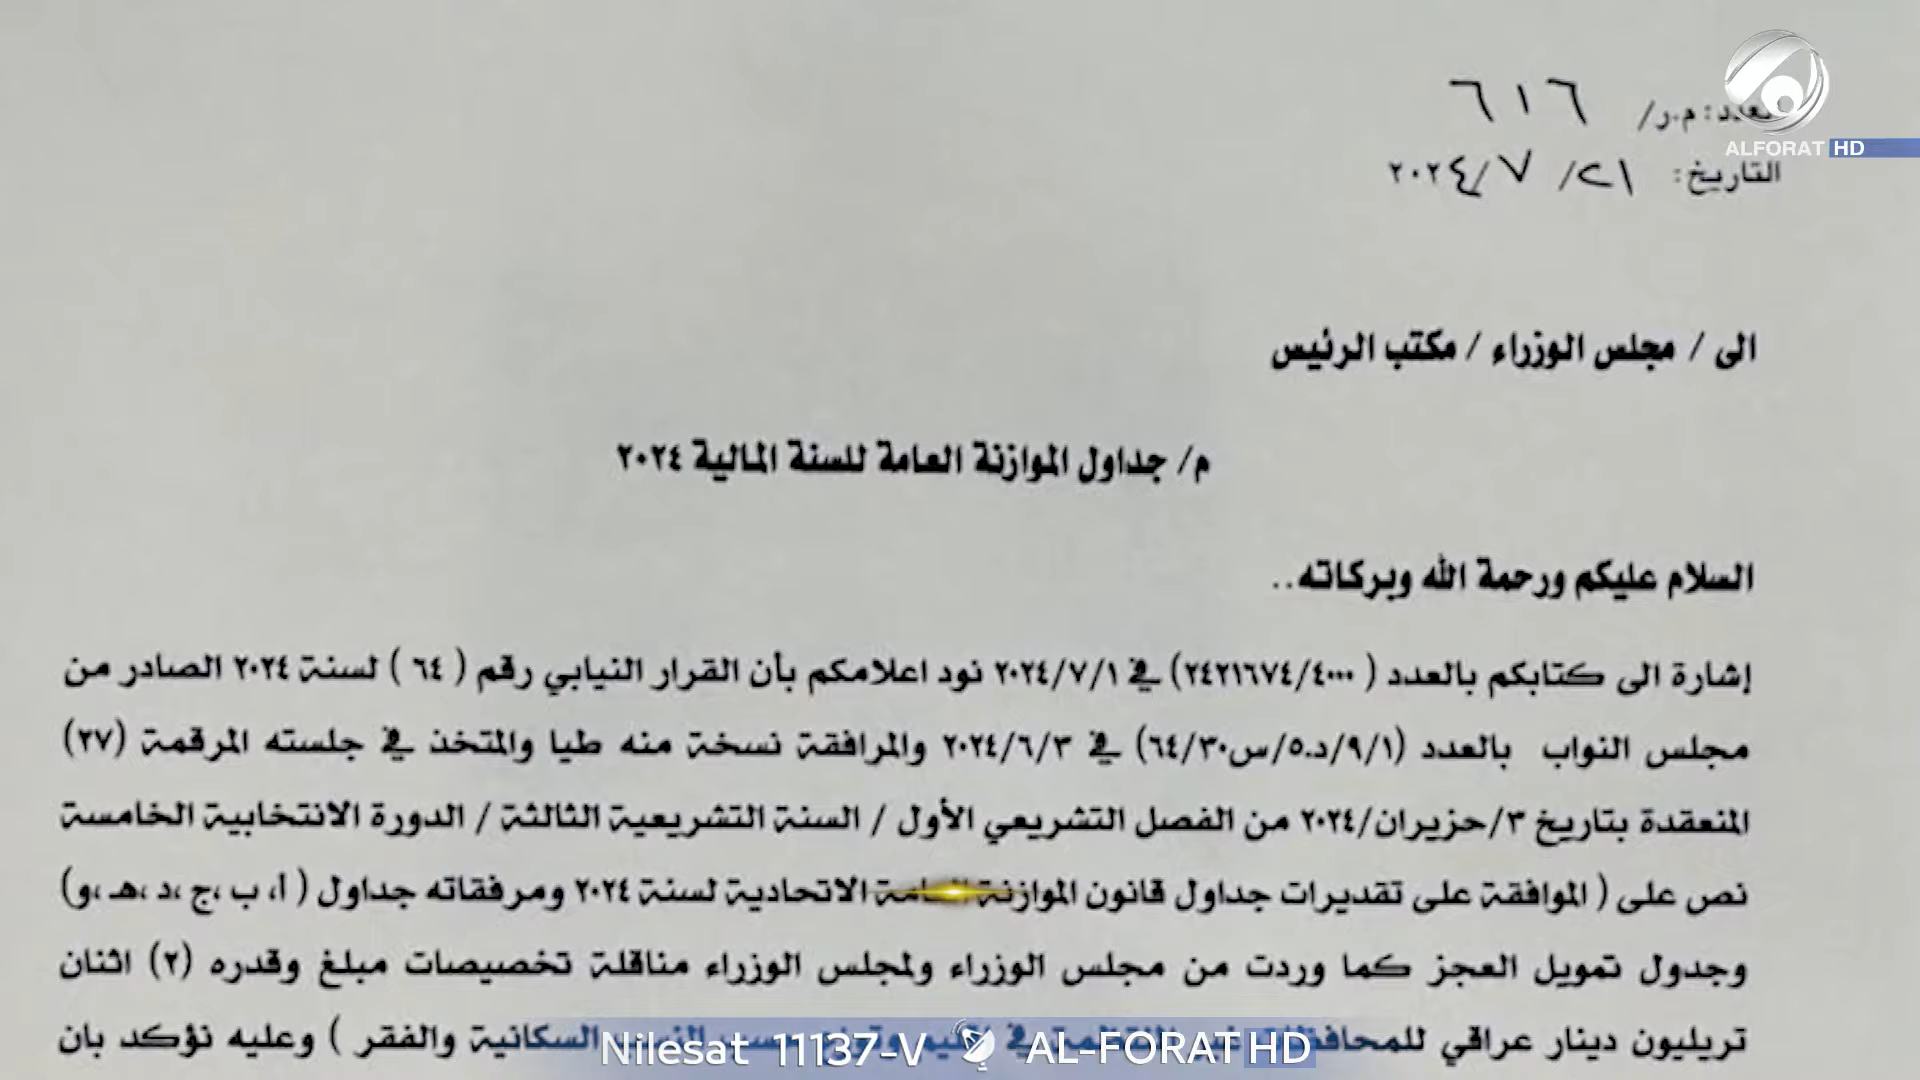 ALFORAT HD
العدد: م.ر/ ٦١٦
التاريخ: ٢١/ ٧ /٢٠٢٤
الى / مجلس الوزراء / مكتب الرئيس
م/ جداول الموازنة العامة للسنة المالية ٢٠٢٤
السلام عليكم ورحمة الله وبركاته..
إشارة الى كتابكم بالعدد ( ٢٤٢١٦٧٤/٤٠٠٠) في ٢٠٢٤/٧/١ نود اعلامكم بأن القرار النيابي رقم ( ٦٤ ) لسنة ٢٠٢٤ الصادر من
مجلس النواب بالعدد (٦٤/٣٠س/٥.د/٩/١) في ٢٠٢٤/٦/٣ والمرافقة نسخة منه طيا والمتخذ في جلسته المرقمة (٢٧)
المنعقدة بتاريخ ٣/حزيران/٢٠٢٤ من الفصل التشريعي الأول / السنة التشريعية الثالثة / الدورة الانتخابية الخامسة
نص على ( الموافقة على تقديرات جداول قانون الموازنة العامة الاتحادية لسنة ٢٠٢٤ ومرفقاته جداول ( أ، ب ،ج ،د ،هـ ،و)
وجدول تمويل العجز كما وردت من مجلس الوزراء ولمجلس الوزراء مناقلة تخصيصات مبلغ وقدره (٢) اثنان
تريليون دينار عراقي للمحافظات السكانية والفقر ) وعليه نؤكد بان
Nilesat 11137-V AL-FORAT HD